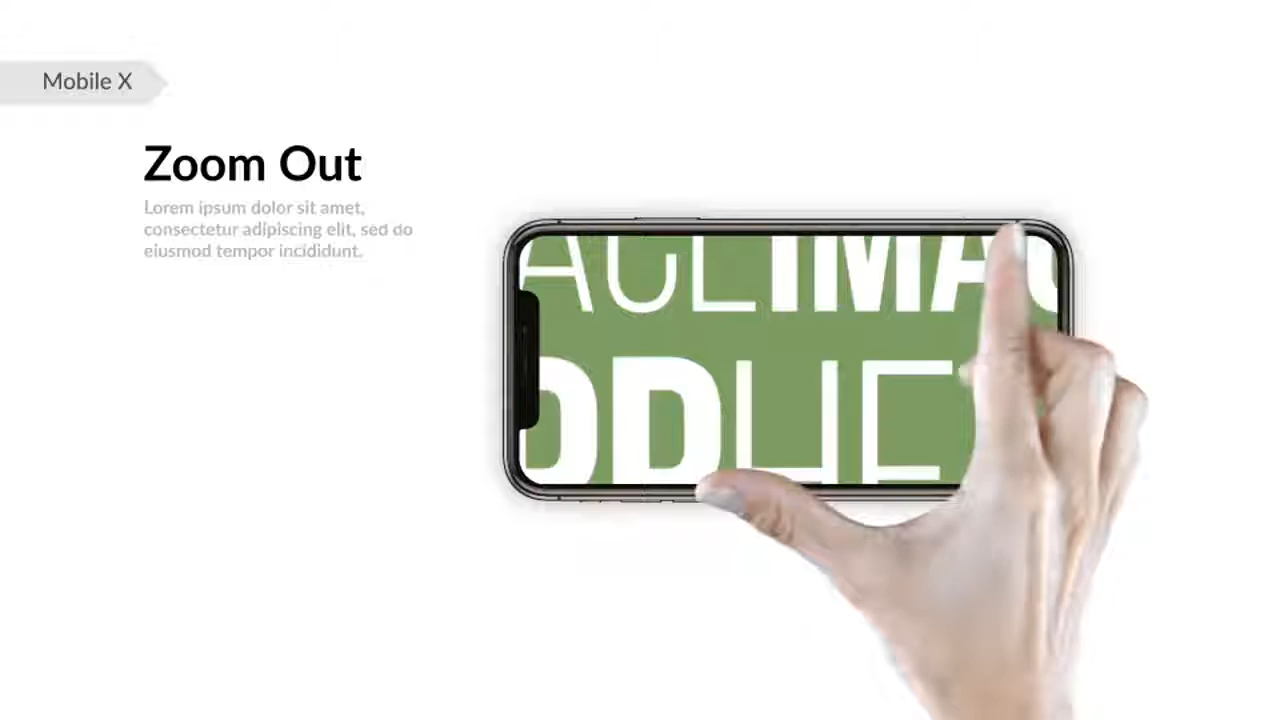 Mobile X
Zoom Out
Lorem ipsum dolor sit amet,
consectetur adipiscing elit, sed do
eiusmod tempor incididunt.